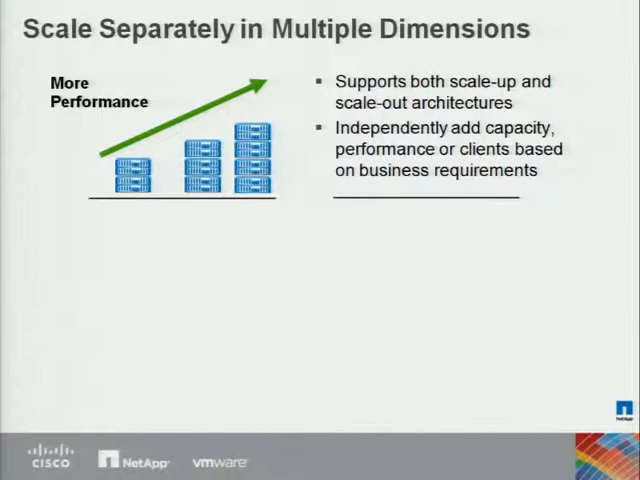 Scale Separately in Multiple Dimensions
More
Performance
Supports both scale-up and
scale-out architectures
Independently add capacity,
performance or clients based
on business requirements
NetApp
CISCO
NetApp
vmware